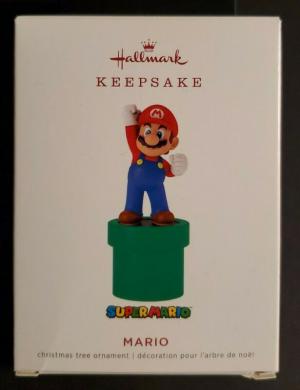 Hallmark
KEEPSAKE
M
SUPER MARIO
MARIO
christmas tree ornament | décoration pour l'arbre de noël